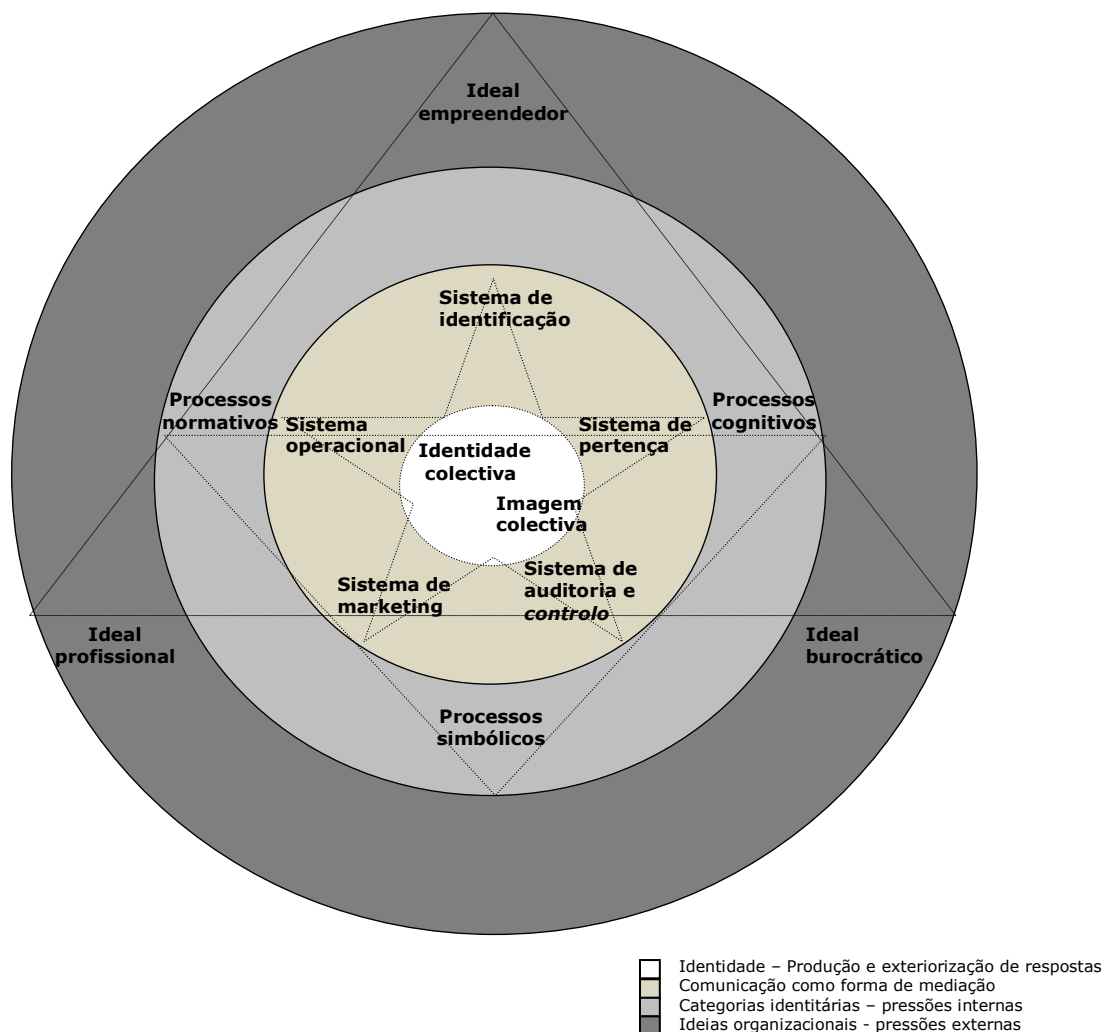 Ideal
empreendedor
Sistema de
identificação
Processos
normativos
Processos
cognitivos
Sistema
operacional
Sistema de
pertença
Identidade
colectiva
Imagem
colectiva
Sistema de
marketing
Sistema de
auditoria e
controlo
Ideal
profissional
Ideal
burocrático
Processos
simbólicos
Identidade – Produção e exteriorização de respostas
Comunicação como forma de mediação
Categorias identitárias – pressões internas
Ideias organizacionais - pressões externas